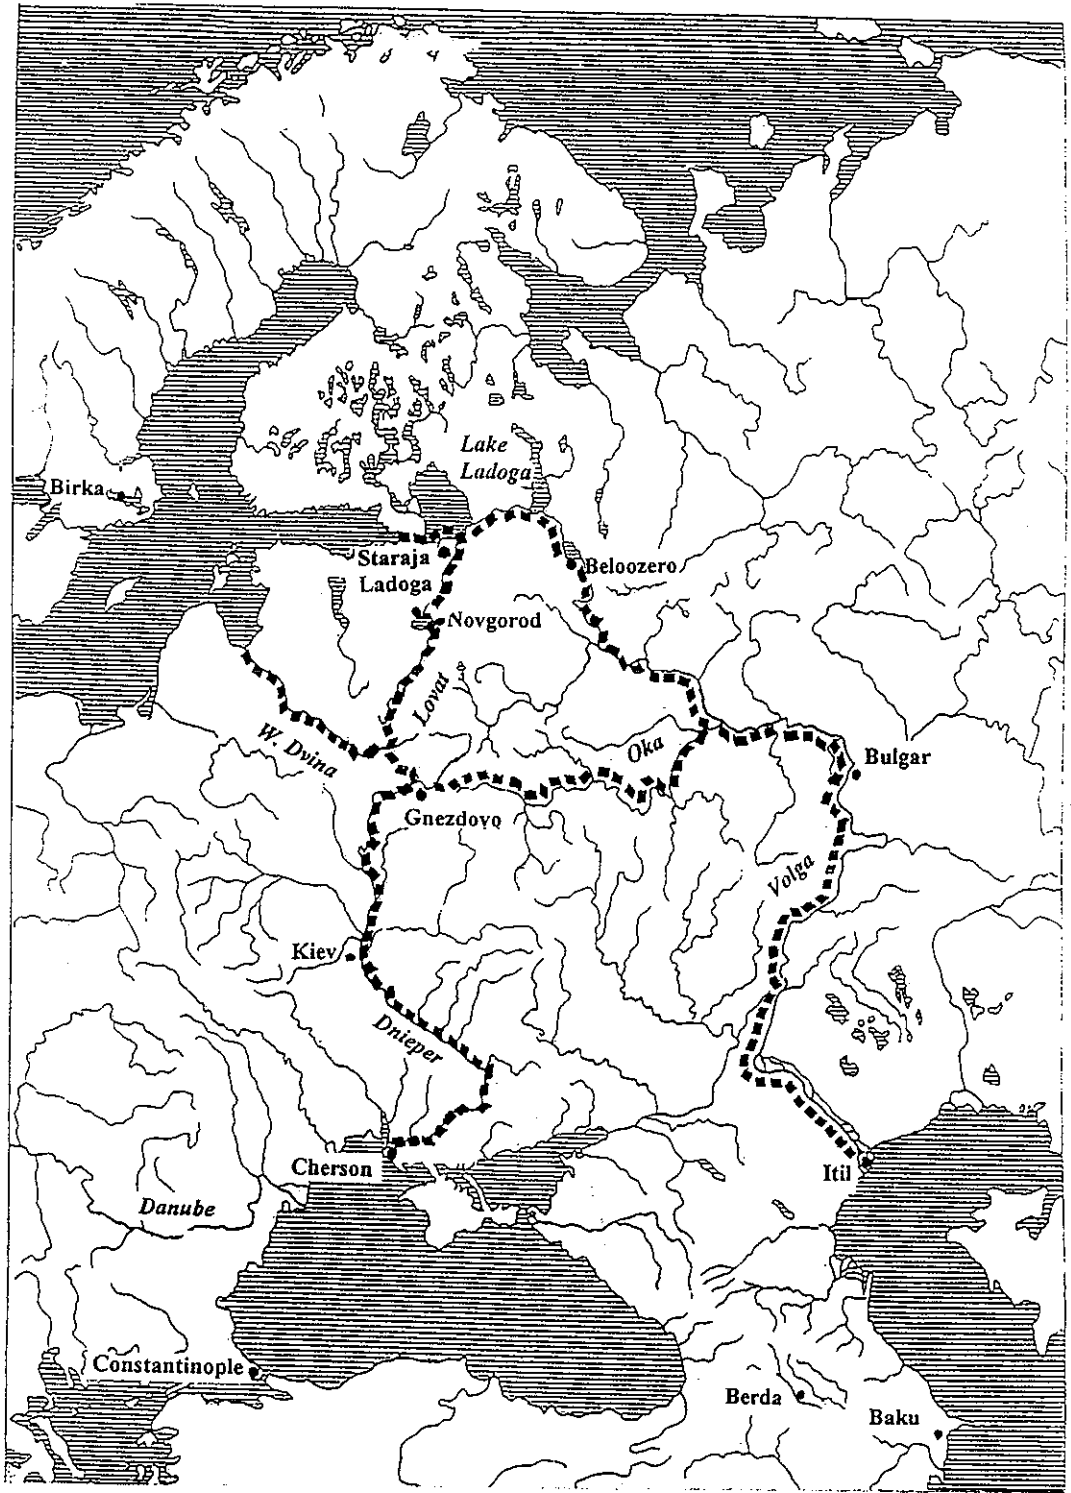 Lake
Ladoga
Birka
Staraja
Ladoga
Beloozero
Novgorod
Lovat
W. Dvina
Oka
Bulgar
Gnezdovo
Volga
Kiev
Dnieper
Cherson
Itil
Danube
Constantinople
Berda
Baku